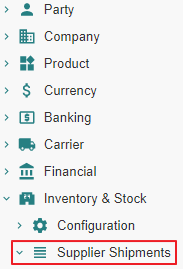 Party
Company
Product
Currency
Banking
Carrier
Financial
Inventory & Stock
Configuration
Supplier Shipments